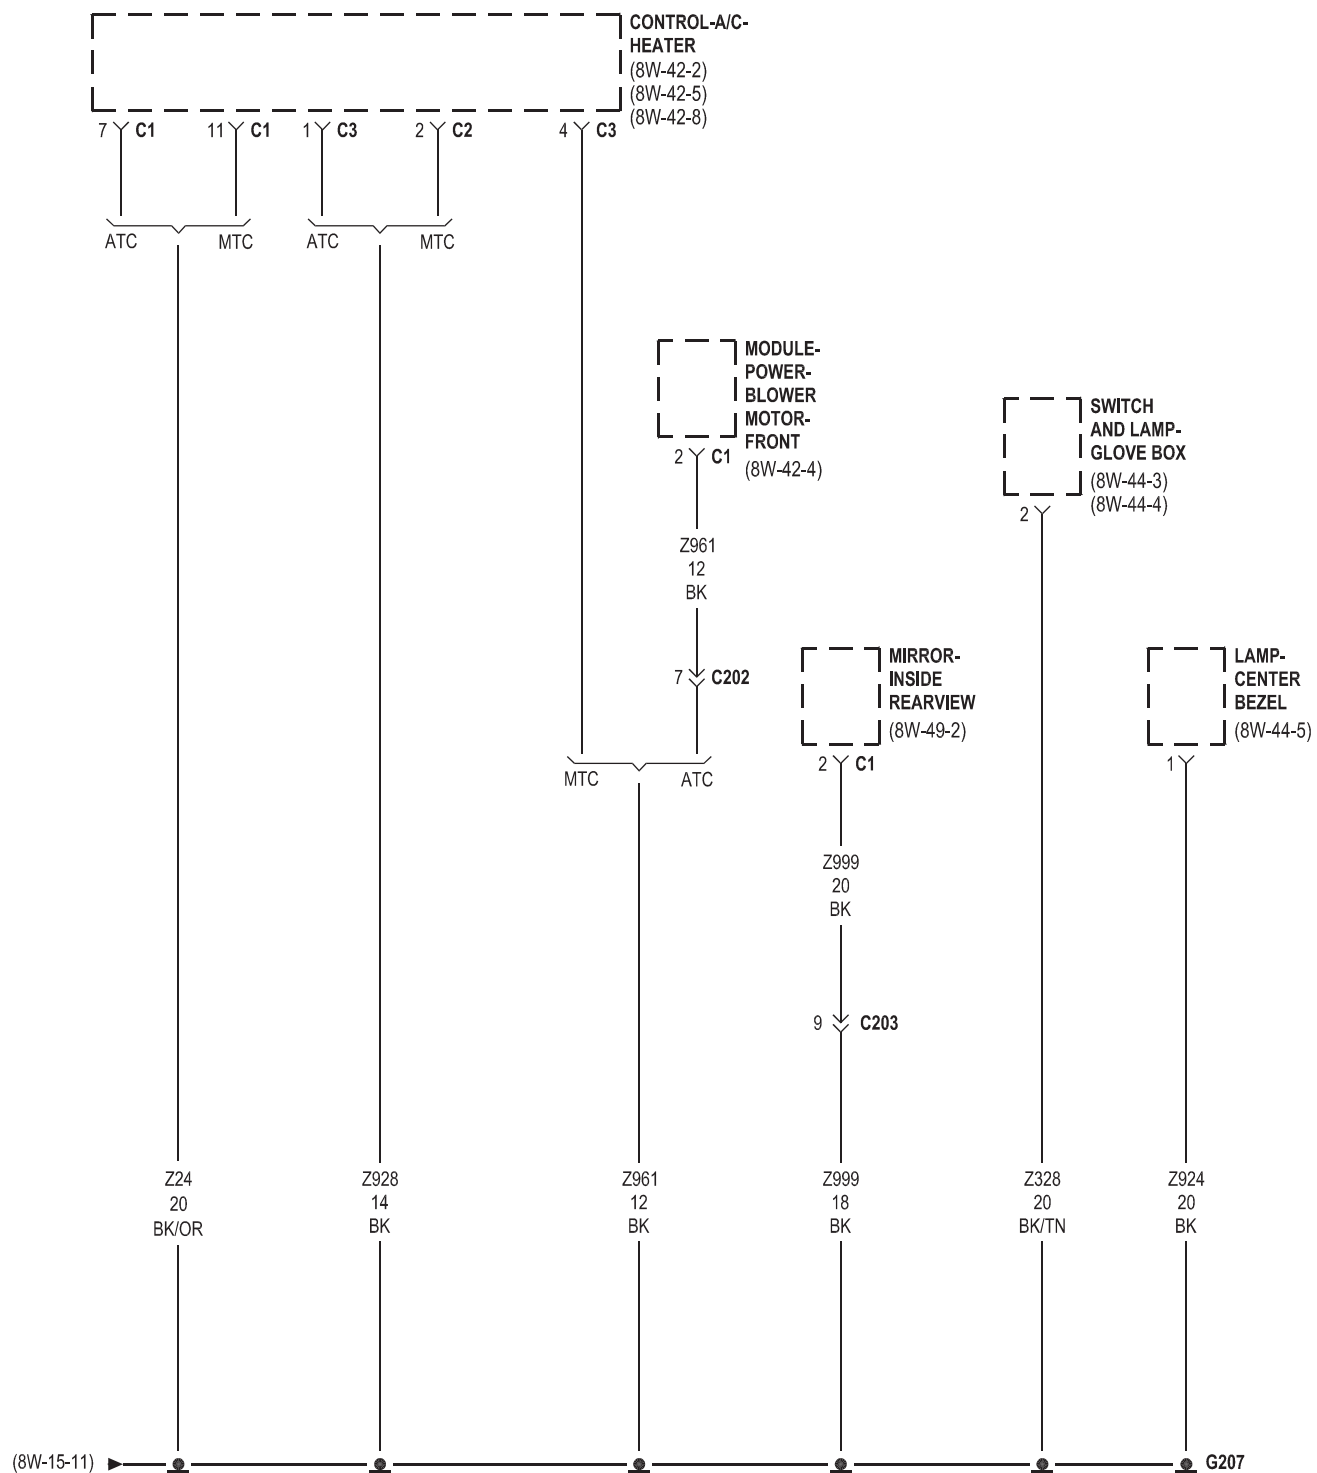 CONTROL-A/C-
HEATER
(8W-42-2)
(8W-42-5)
(8W-42-8)
7 C1
11 C1
1 C3
2 C2
4 C3
ATC
MTC
ATC
MTC
MODULE-
POWER-
BLOWER
MOTOR-
FRONT
(8W-42-4)
2 C1
SWITCH
AND LAMP-
GLOVE BOX
(8W-44-3)
(8W-44-4)
2
Z961
12
BK
7 C202
MTC
ATC
MIRROR-
INSIDE
REARVIEW
(8W-49-2)
2 C1
LAMP-
CENTER
BEZEL
(8W-44-5)
1
Z999
20
BK
9 C203
Z24
20
BK/OR
Z928
14
BK
Z961
12
BK
Z999
18
BK
Z328
20
BK/TN
Z924
20
BK
(8W-15-11)
G207